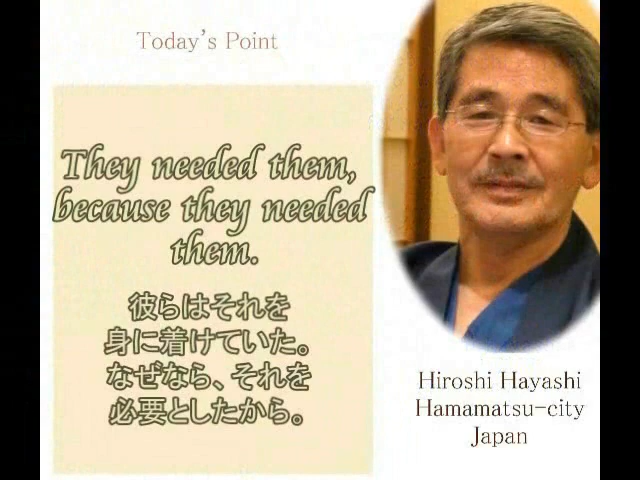 Today's Point
They needed them,
because they needed
them.
彼らはそれを
身に着けていた。
なぜなら、それを
必要としたから。
Hiroshi Hayashi
Hamamatsu-city
Japan